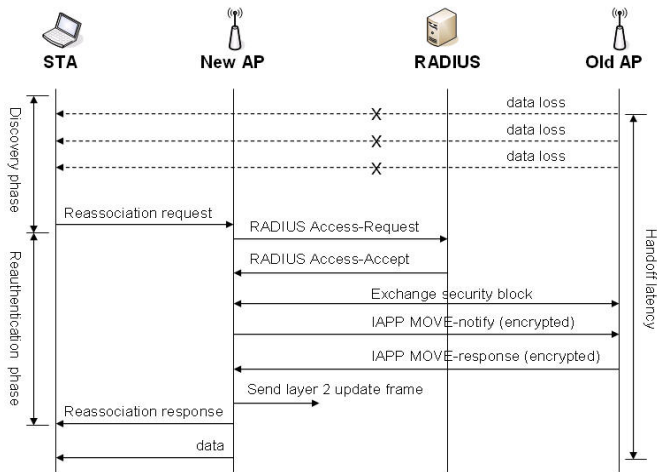 STA
New AP
RADIUS
Old AP
data loss
data loss
data loss
Discovery phase
Reassociation request
RADIUS Access-Request
RADIUS Access-Accept
Handoff latency
Reauthentication phase
Exchange security block
IAPP MOVE-notify (encrypted)
IAPP MOVE-response (encrypted)
Send layer 2 update frame
Reassociation response
data